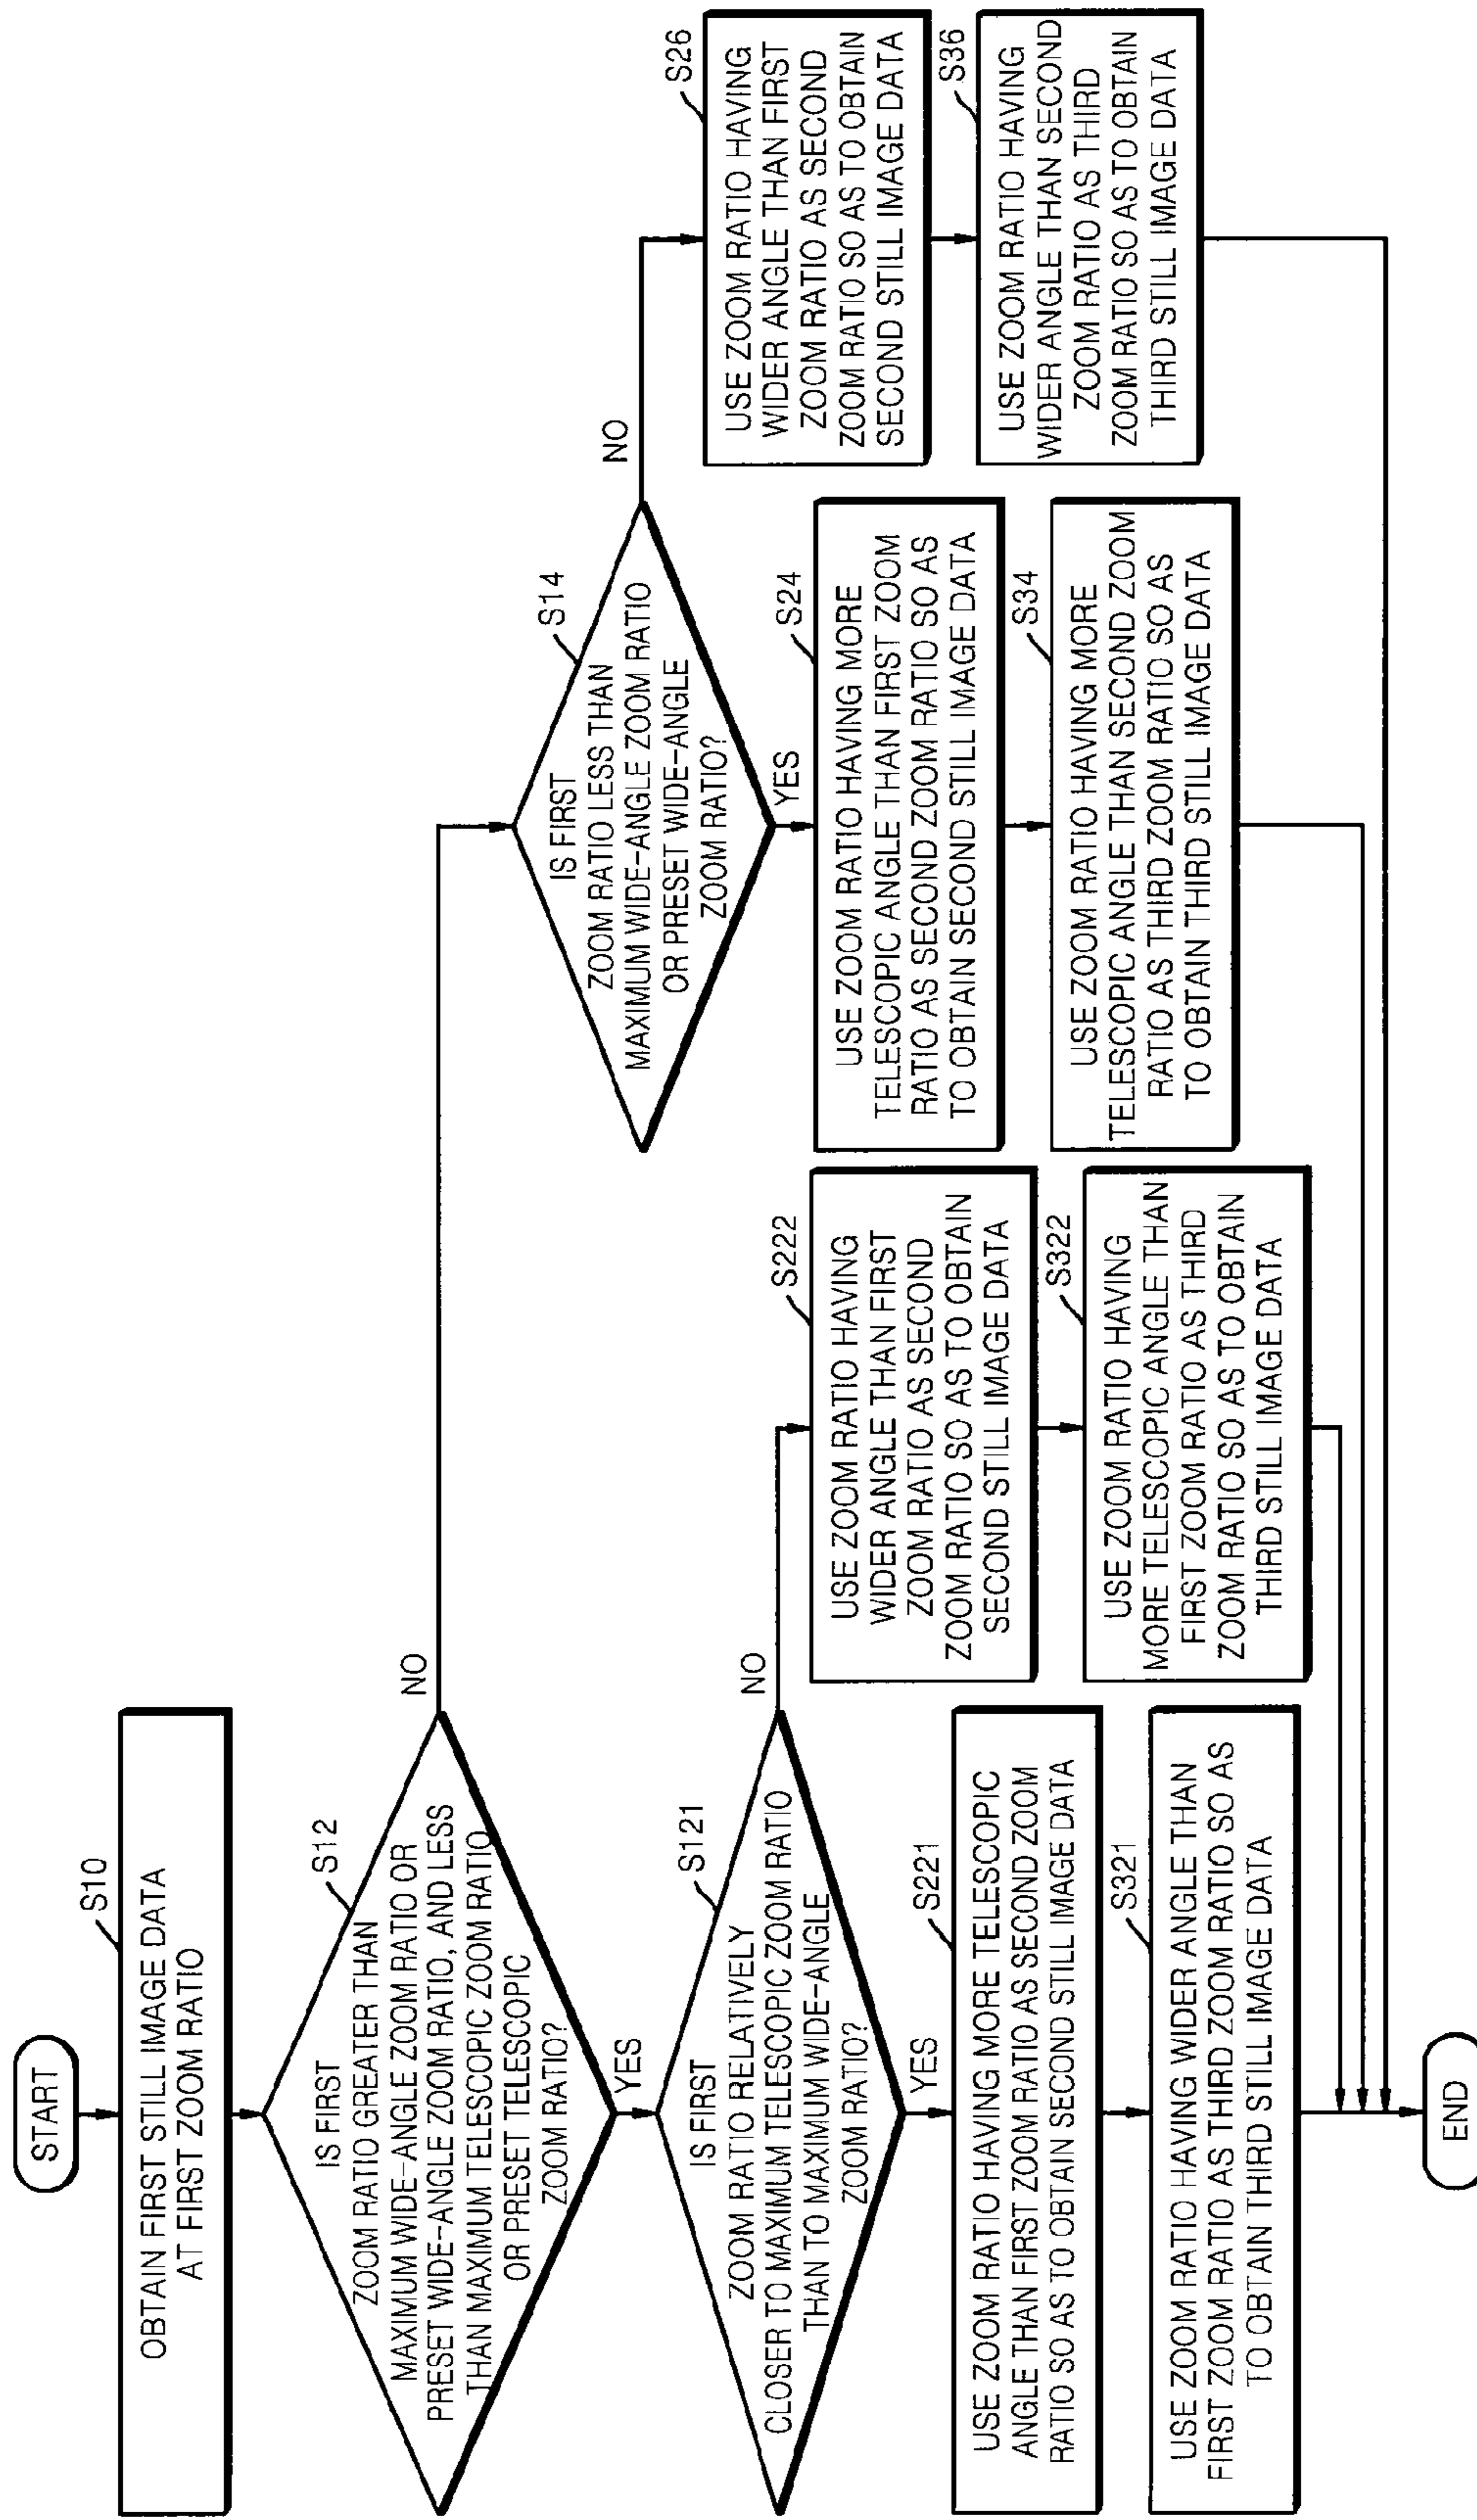 START
S10
OBTAIN FIRST STILL IMAGE DATA
AT FIRST ZOOM RATIO
S12
IS FIRST
ZOOM RATIO GREATER THAN
MAXIMUM WIDE-ANGLE ZOOM RATIO OR
PRESET WIDE-ANGLE ZOOM RATIO, AND LESS
THAN MAXIMUM TELESCOPIC ZOOM RATIO
OR PRESET TELESCOPIC
ZOOM RATIO?
NO
YES
S121
IS FIRST
ZOOM RATIO RELATIVELY
CLOSER TO MAXIMUM TELESCOPIC ZOOM RATIO
THAN TO MAXIMUM WIDE-ANGLE
ZOOM RATIO?
NO
YES
S221
USE ZOOM RATIO HAVING MORE TELESCOPIC
ANGLE THAN FIRST ZOOM RATIO AS SECOND ZOOM
RATIO SO AS TO OBTAIN SECOND STILL IMAGE DATA
S321
USE ZOOM RATIO HAVING WIDER ANGLE THAN
FIRST ZOOM RATIO AS THIRD ZOOM RATIO SO AS
TO OBTAIN THIRD STILL IMAGE DATA
S222
USE ZOOM RATIO HAVING
WIDER ANGLE THAN FIRST
ZOOM RATIO AS SECOND
ZOOM RATIO SO AS TO OBTAIN
SECOND STILL IMAGE DATA
S322
USE ZOOM RATIO HAVING
MORE TELESCOPIC ANGLE THAN
FIRST ZOOM RATIO AS THIRD
ZOOM RATIO SO AS TO OBTAIN
THIRD STILL IMAGE DATA
S14
IS FIRST
ZOOM RATIO LESS THAN
MAXIMUM WIDE-ANGLE ZOOM RATIO
OR PRESET WIDE-ANGLE
ZOOM RATIO?
NO
YES
S24
USE ZOOM RATIO HAVING MORE
TELESCOPIC ANGLE THAN FIRST ZOOM
RATIO AS SECOND ZOOM RATIO SO AS
TO OBTAIN SECOND STILL IMAGE DATA
S34
USE ZOOM RATIO HAVING MORE
TELESCOPIC ANGLE THAN SECOND ZOOM
RATIO AS THIRD ZOOM RATIO SO AS
TO OBTAIN THIRD STILL IMAGE DATA
S26
USE ZOOM RATIO HAVING
WIDER ANGLE THAN FIRST
ZOOM RATIO AS SECOND
ZOOM RATIO SO AS TO OBTAIN
SECOND STILL IMAGE DATA
S36
USE ZOOM RATIO HAVING
WIDER ANGLE THAN SECOND
ZOOM RATIO AS THIRD
ZOOM RATIO SO AS TO OBTAIN
THIRD STILL IMAGE DATA
END